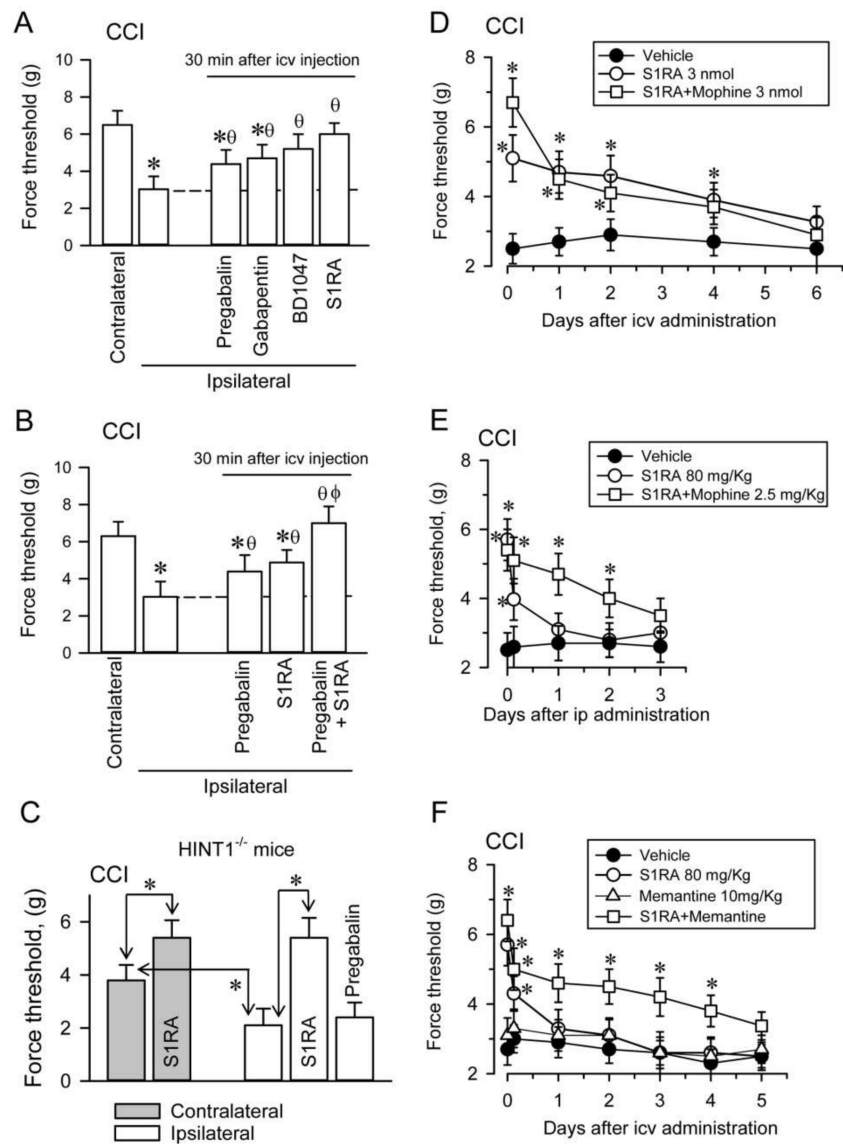 A
CCI
30 min after icv injection
Force threshold (g)
10
8
6
4
2
0
*
*θ
*θ
θ
θ
Contralateral
Pregabalin
Gabapentin
BD1047
S1RA
Ipsilateral
B
CCI
30 min after icv injection
Force threshold (g)
10
8
6
4
2
0
*
*θ
*θ
θϕ
Contralateral
Pregabalin
S1RA
Pregabalin
+ S1RA
Ipsilateral
C
HINT1-/- mice
CCI
Force threshold, (g)
6
4
2
0
*
*
*
S1RA
S1RA
Pregabalin
Contralateral
Ipsilateral
D
CCI
Vehicle
S1RA 3 nmol
S1RA+Mophine 3 nmol
Force threshold (g)
8
6
4
2
*
*
*
*
*
*
*
0 1 2 3 4 5 6
Days after icv administration
E
CCI
Vehicle
S1RA 80 mg/Kg
S1RA+Mophine 2.5 mg/Kg
Force threshold, (g)
8
6
4
2
*
*
*
*
*
*
0 1 2 3
Days after ip administration
F
CCI
Vehicle
S1RA 80 mg/Kg
Memantine 10mg/Kg
S1RA+Memantine
Force threshold (g)
8
6
4
2
*
*
*
*
*
*
*
*
0 1 2 3 4 5
Days after icv administration